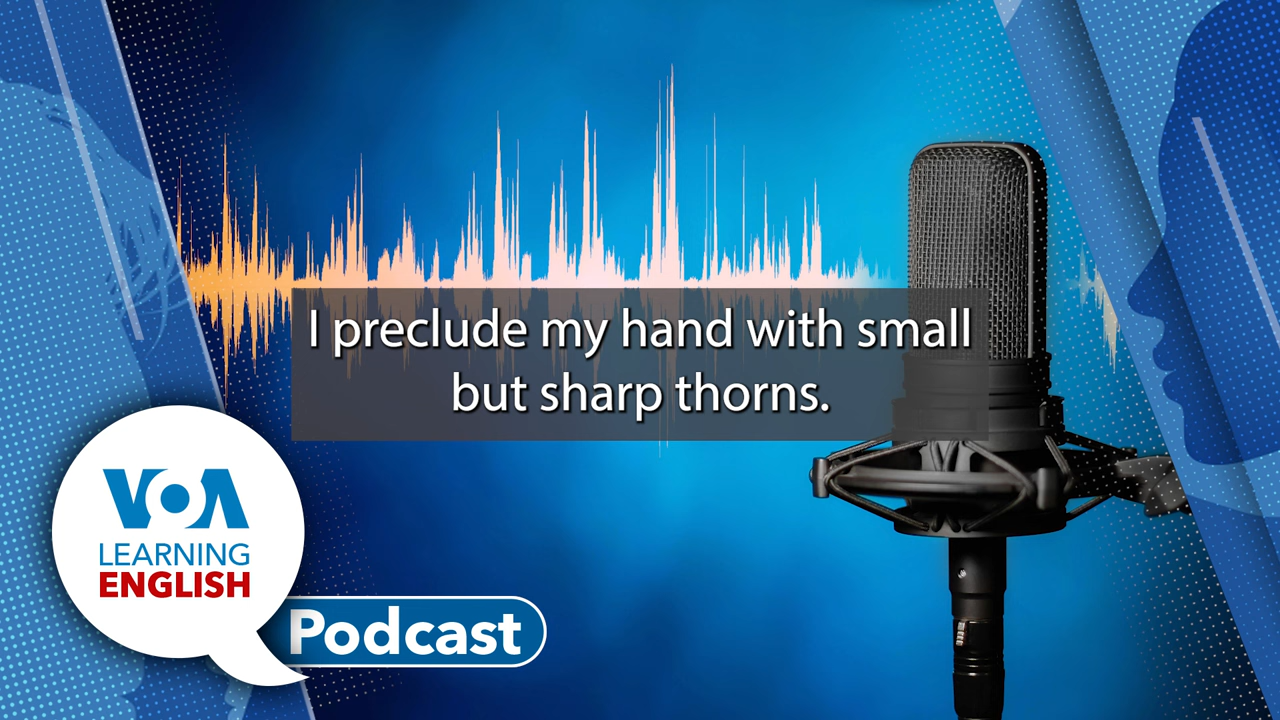 I preclude my hand with small
but sharp thorns.
VOA
LEARNING
ENGLISH
Podcast